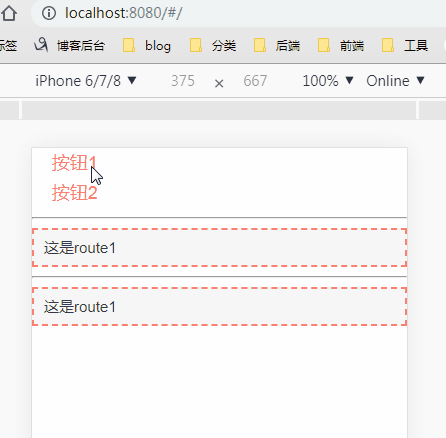 localhost:8080/#/
标签 博客后台 blog 分类 后端 前端 工具
iPhone 6/7/8 ▼ 375 × 667 100% ▼ Online ▼
按钮1
按钮2
这是route1
这是route1